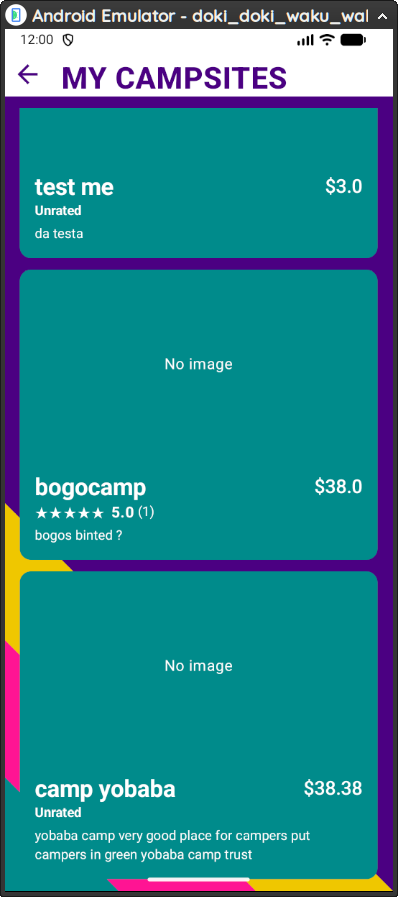 Android Emulator - doki_doki_waku_wal
12:00
MY CAMPSITES
test me $3.0
Unrated
da testa
No image
bogocamp $38.0
★★★★★ 5.0 (1)
bogos binted ?
No image
camp yobaba $38.38
Unrated
yobaba camp very good place for campers put
campers in green yobaba camp trust